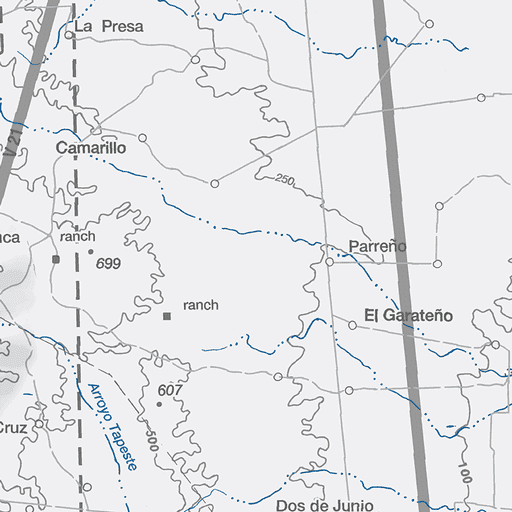 La Presa
V 21
Camarillo
250
ranch
Parreño
699
ranch
El Garateño
607
Arroyo Tapeste
500
Cruz
100
Dos de Junio